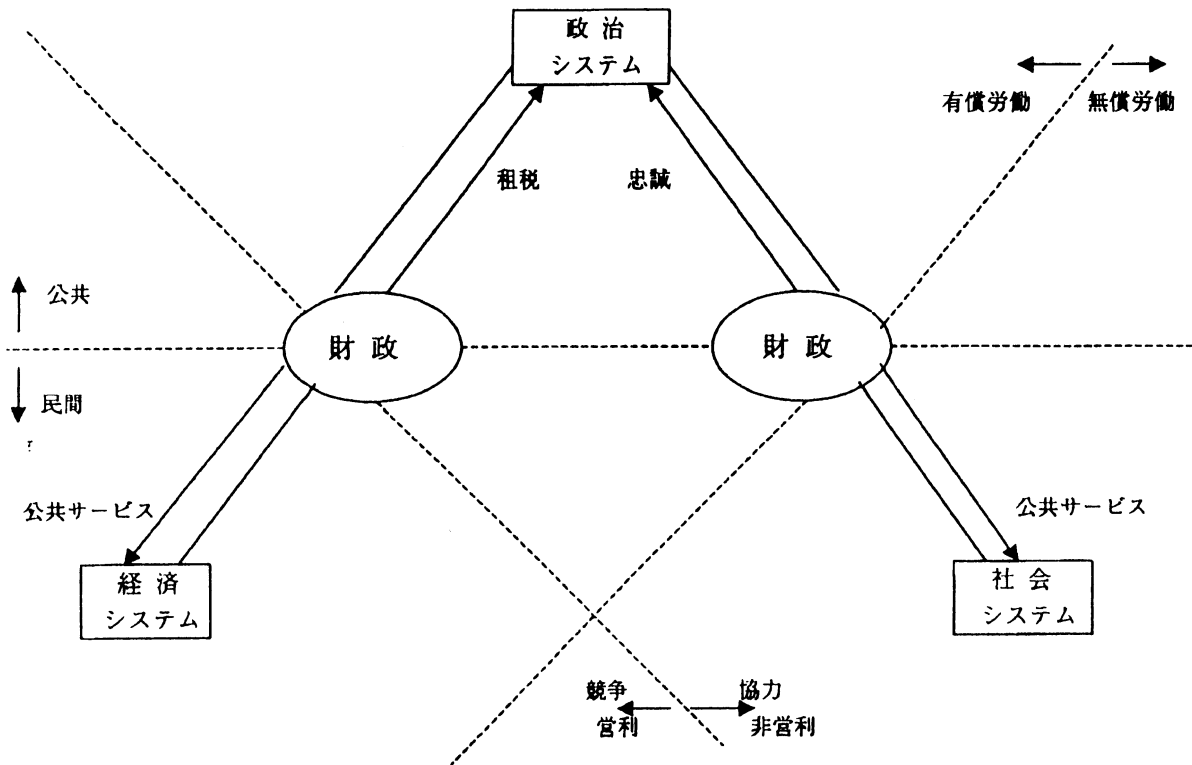 政治
システム
有償労働
無償労働
租税
忠誠
公共
財政
財政
民間
公共サービス
公共サービス
経済
システム
社会
システム
競争
協力
営利
非営利